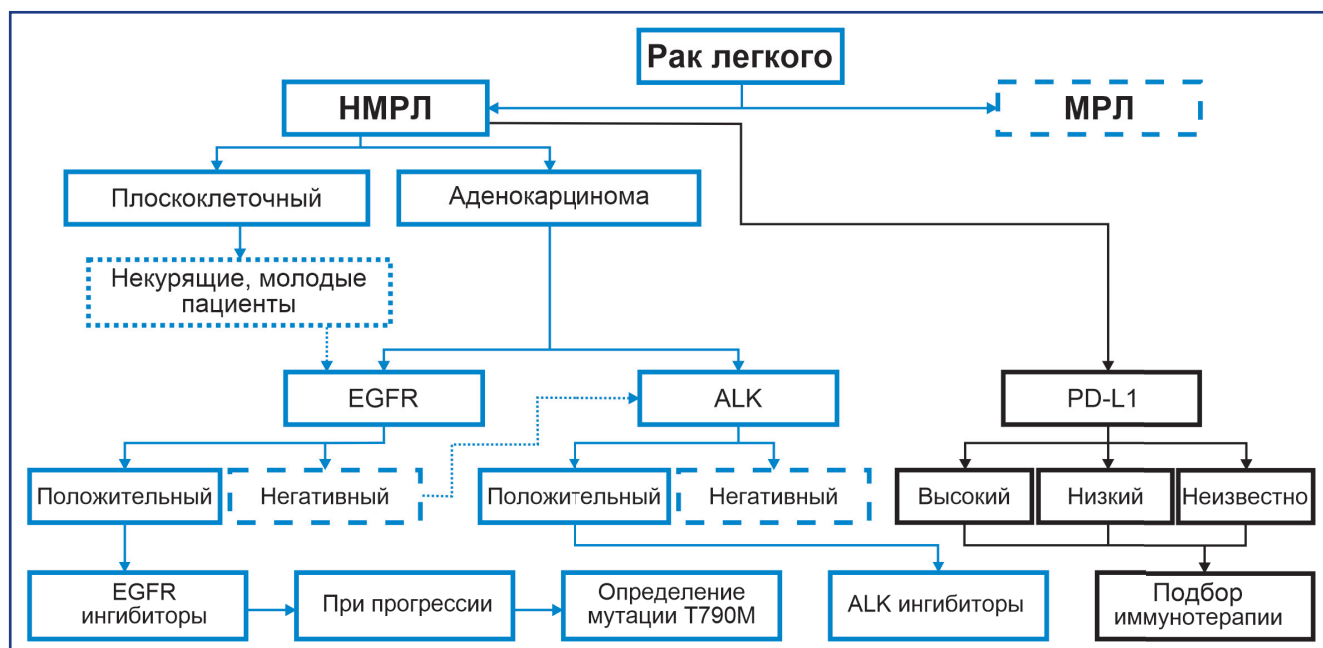 Рак легкого
НМРЛ
МРЛ
Плоскоклеточный
Аденокарцинома
Некурящие, молодые
пациенты
EGFR
ALK
PD-L1
Положительный
Негативный
Положительный
Негативный
Высокий
Низкий
Неизвестно
EGFR
ингибиторы
При прогрессии
Определение
мутации T790M
ALK ингибиторы
Подбор
иммунотерапии